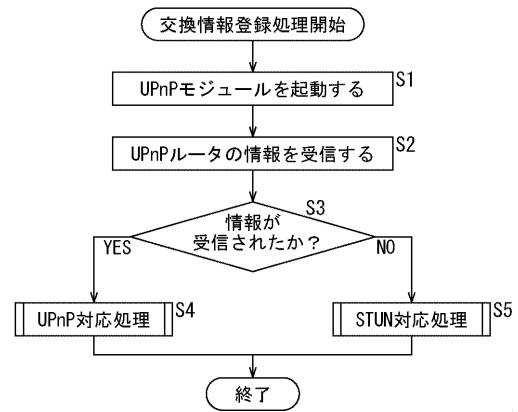 交換情報登録処理開始
UPnPモジュールを起動する
S1
UPnPルータの情報を受信する
S2
情報が
受信されたか？
S3
YES
NO
UPnP対応処理
S4
STUN対応処理
S5
終了